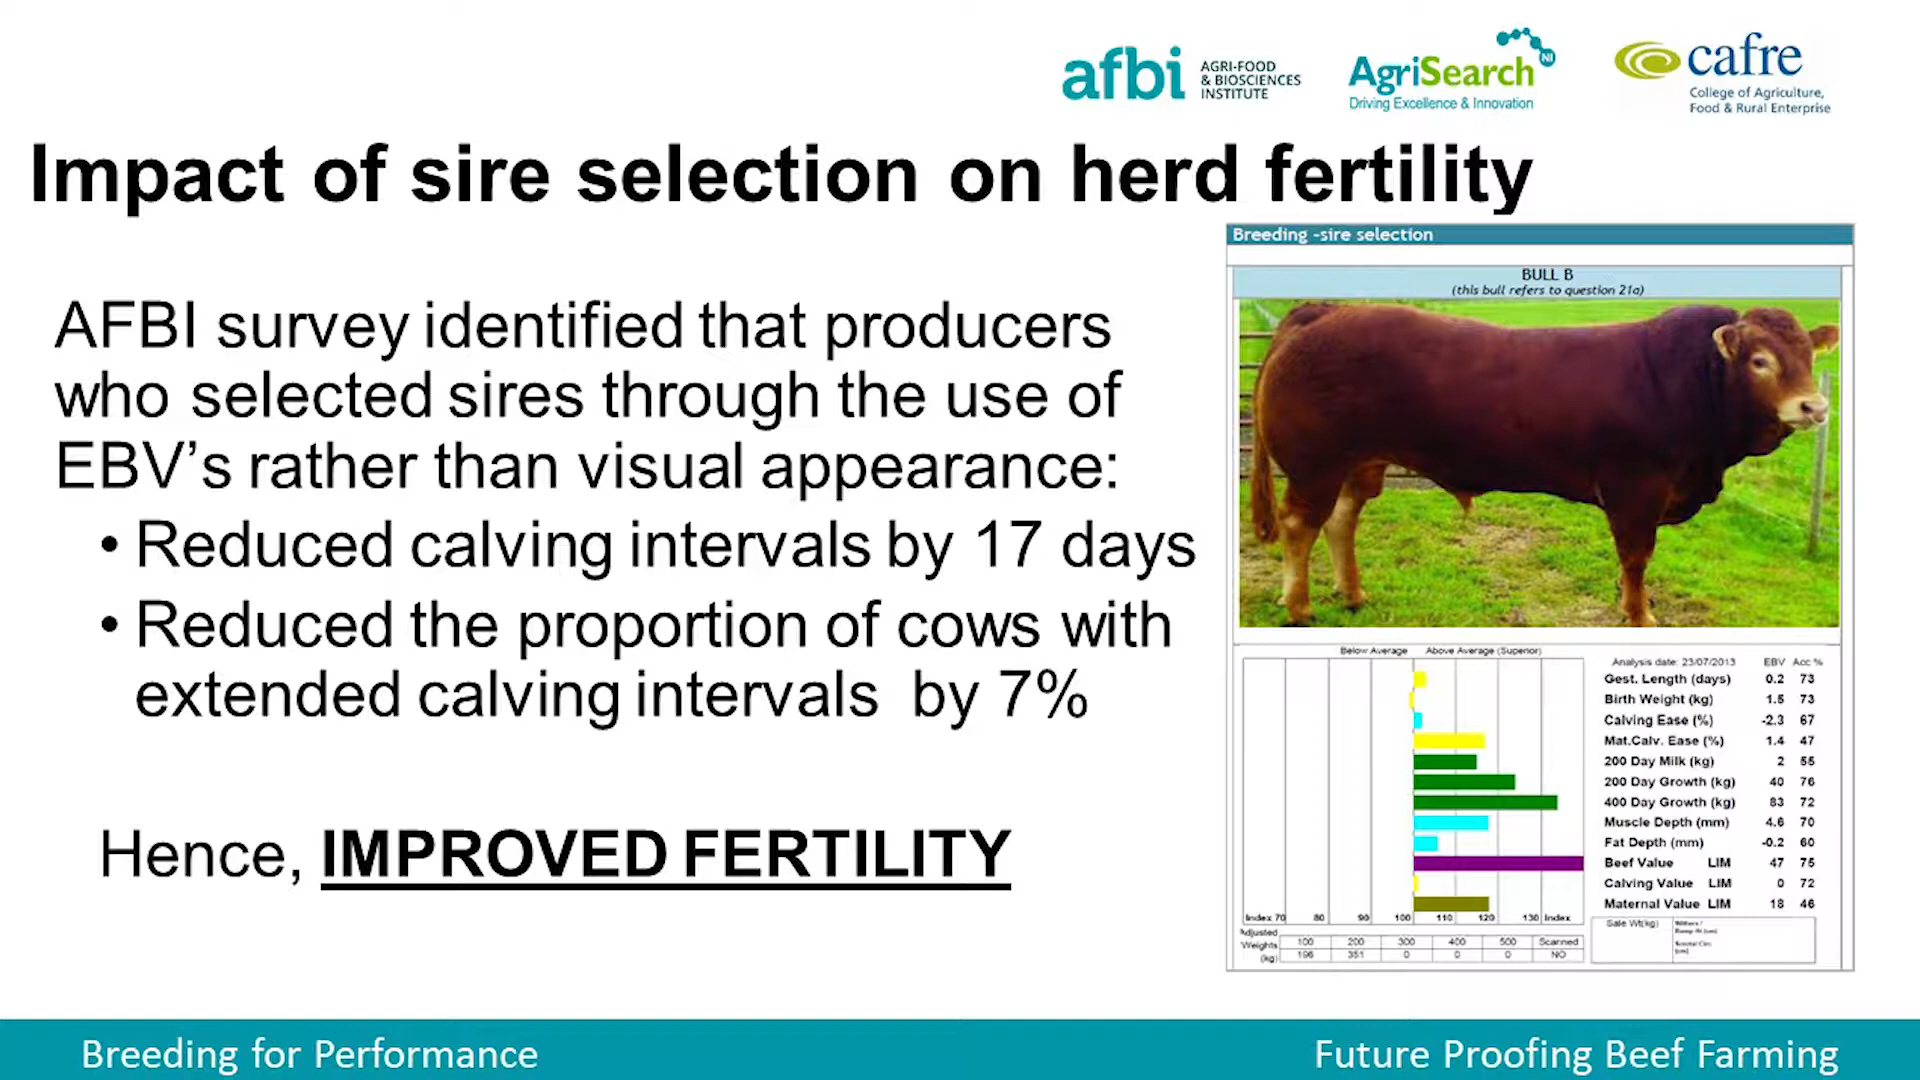 afbi AGRI-FOOD
& BIOSCIENCES
INSTITUTE
AgriSearch NI
Driving Excellence & Innovation
cafre
College of Agriculture,
Food & Rural Enterprise
Impact of sire selection on herd fertility
AFBI survey identified that producers
who selected sires through the use of
EBV’s rather than visual appearance:
• Reduced calving intervals by 17 days
• Reduced the proportion of cows with
extended calving intervals by 7%
Hence, IMPROVED FERTILITY
Breeding -sire selection
BULL B
(this bull refers to question 21a)
Below Average Above Average (Superior)
Analysis date: 23/07/2013 EBV Acc %
Gest. Length (days) 0.2 73
Birth Weight (kg) 1.5 73
Calving Ease (%) -2.3 67
Mat.Calv. Ease (%) 1.4 47
200 Day Milk (kg) 2 55
200 Day Growth (kg) 40 76
400 Day Growth (kg) 83 72
Muscle Depth (mm) 4.6 70
Fat Depth (mm) -0.2 60
Beef Value LIM 47 75
Calving Value LIM 0 72
Maternal Value LIM 18 46
Index 70 80 90 100 110 120 130 Index
Adjusted
Weights
(kg)
100 200 300 400 500 Scanned
196 351 0 0 0 NO
Sale Wt(kg)
Breeding for Performance
Future Proofing Beef Farming